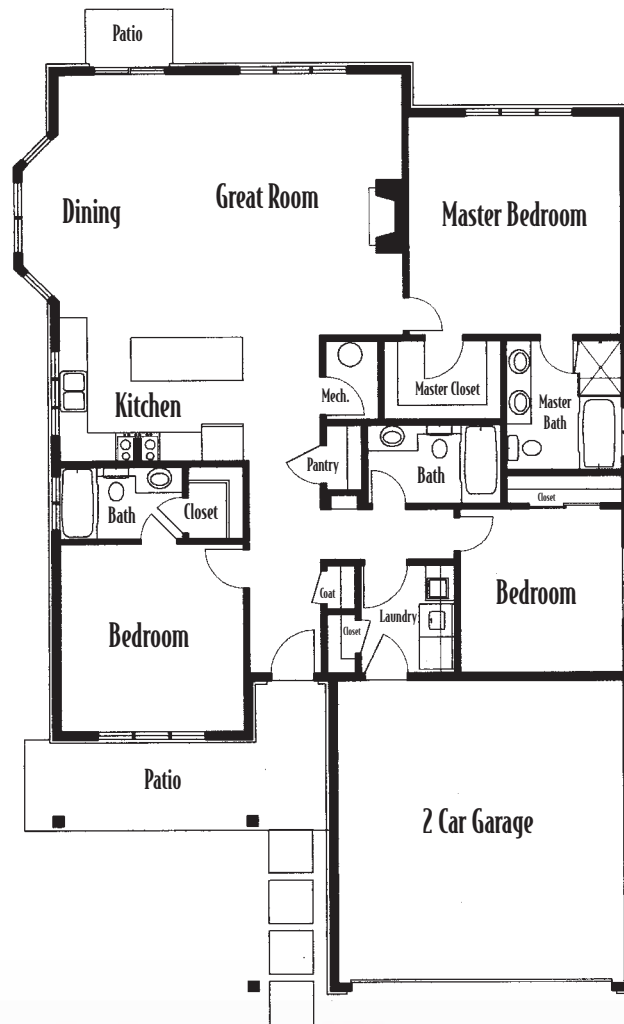 Patio
Great Room
Dining
Master Bedroom
Mech.
Master Closet
Kitchen
Master
Bath
Pantry
Bath
Closet
Closet
Bath
Coat
Bedroom
Laundry
Closet
Bedroom
Patio
2 Car Garage